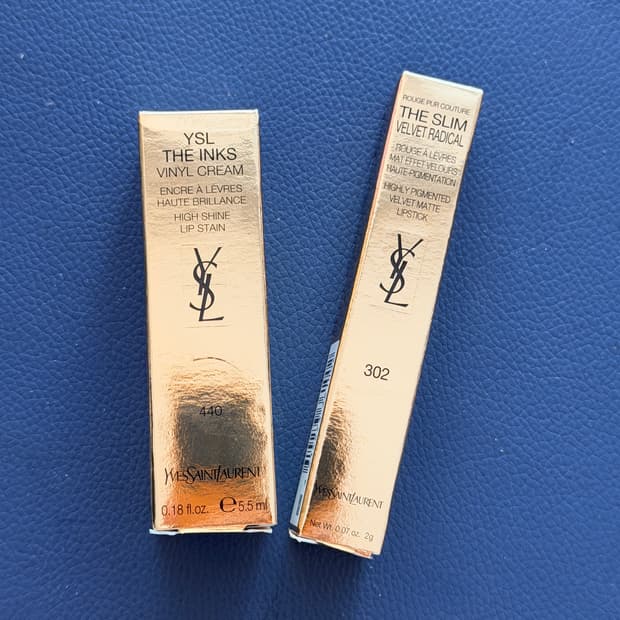 YSL
THE INKS
VINYL CREAM
ENCRE À LÈVRES
HAUTE BRILLANCE
HIGH SHINE
LIP STAIN
YSL
440
YVESSAINTLAURENT
0.18 fl.oz. e 5.5 ml
ROUGE PUR COUTURE
THE SLIM
VELVET RADICAL
ROUGE À LÈVRES
MAT EFFET VELOURS
HAUTE-PIGMENTATION
HIGHLY PIGMENTED
VELVET MATTE
LIPSTICK
YSL
302
YVESSAINTLAURENT
Net Wt. 0.07 oz. 2g